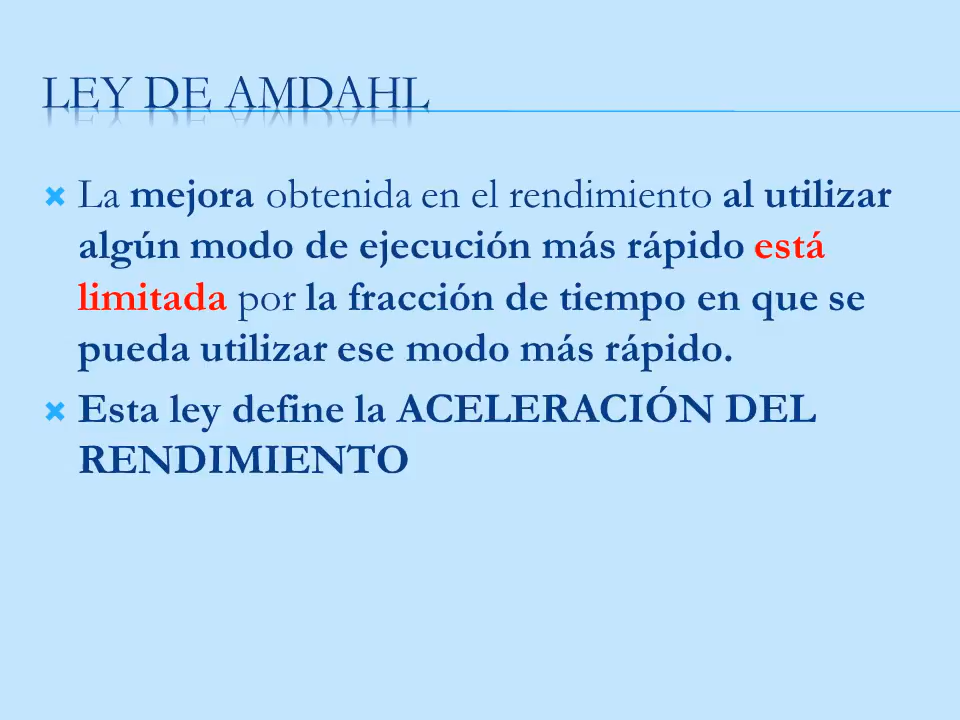 LEY DE AMDAHL
La mejora obtenida en el rendimiento al utilizar
algún modo de ejecución más rápido está
limitada por la fracción de tiempo en que se
pueda utilizar ese modo más rápido.
Esta ley define la ACELERACIÓN DEL
RENDIMIENTO